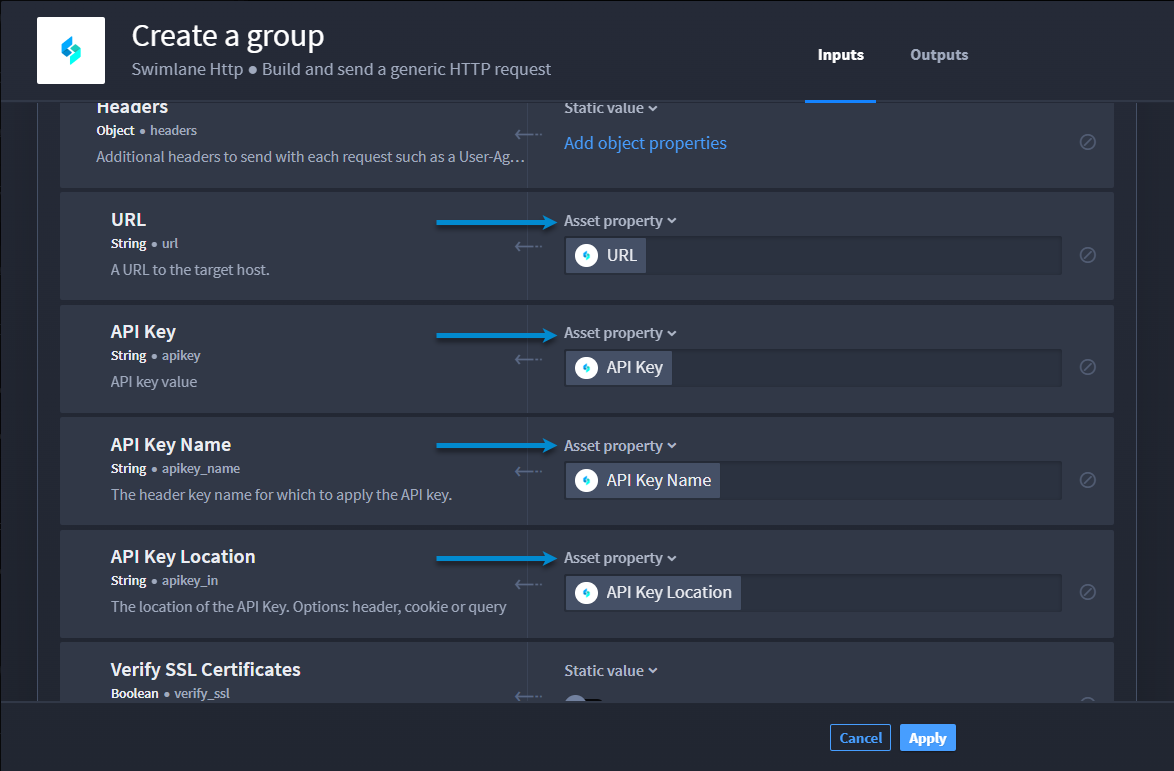 Create a group
Swimlane Http ● Build and send a generic HTTP request
Inputs
Outputs
Headers
Object ● headers
Additional headers to send with each request such as a User-Ag...
Static value
Add object properties
URL
String ● url
A URL to the target host.
Asset property
URL
API Key
String ● apikey
API key value
Asset property
API Key
API Key Name
String ● apikey_name
The header key name for which to apply the API key.
Asset property
API Key Name
API Key Location
String ● apikey_in
The location of the API Key. Options: header, cookie or query
Asset property
API Key Location
Verify SSL Certificates
Boolean ● verify_ssl
Static value
Cancel
Apply